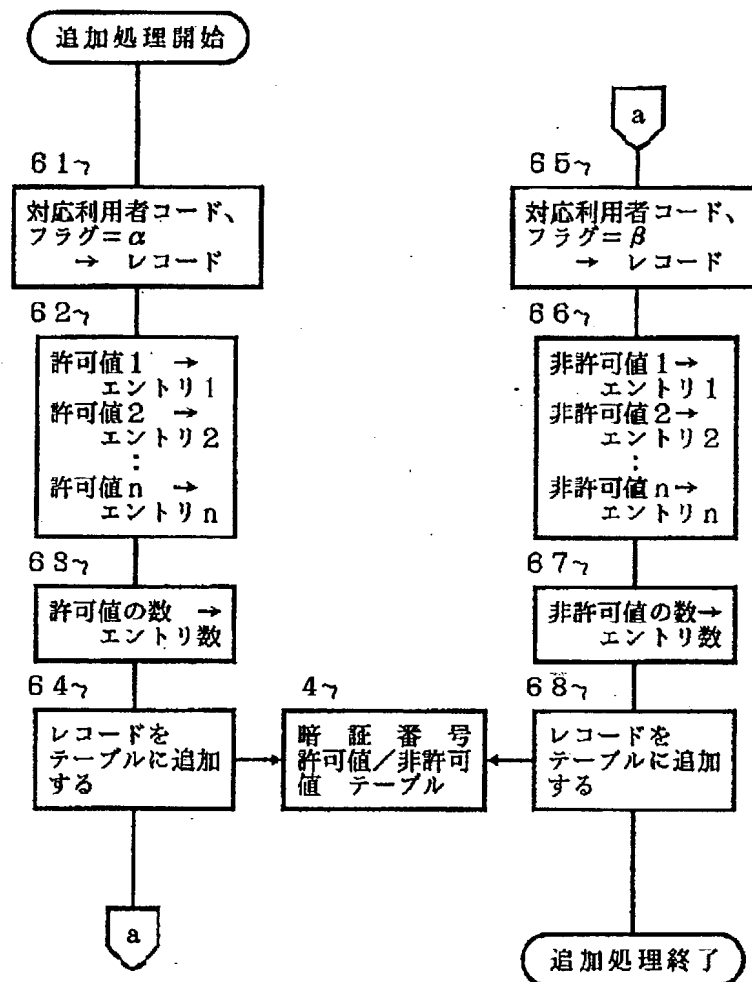 追加処理開始
61
対応利用者コード、
フラグ=α
→ レコード
62
許可値1 →
エントリ1
許可値2 →
エントリ2
:
許可値n →
エントリn
63
許可値の数 →
エントリ数
64
レコードを
テーブルに追加
する
a
4
暗証番号
許可値/非許可
値 テーブル
a
65
対応利用者コード、
フラグ=β
→ レコード
66
非許可値1→
エントリ1
非許可値2→
エントリ2
:
非許可値n→
エントリn
67
非許可値の数→
エントリ数
68
レコードを
テーブルに追加
する
追加処理終了